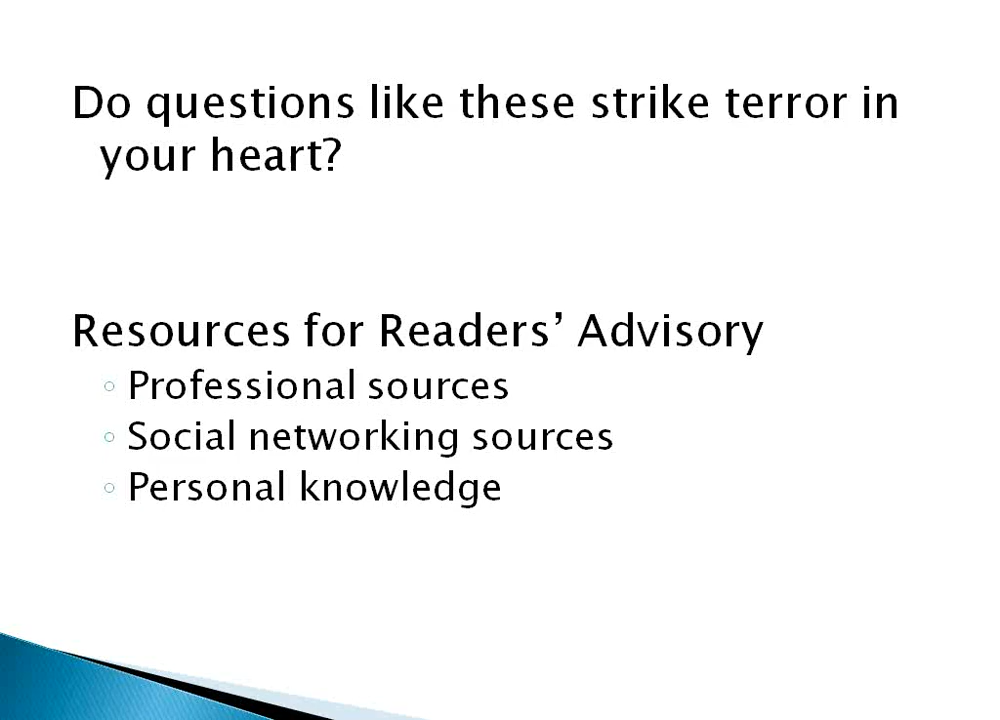 Do questions like these strike terror in
your heart?
Resources for Readers’ Advisory
◦ Professional sources
◦ Social networking sources
◦ Personal knowledge